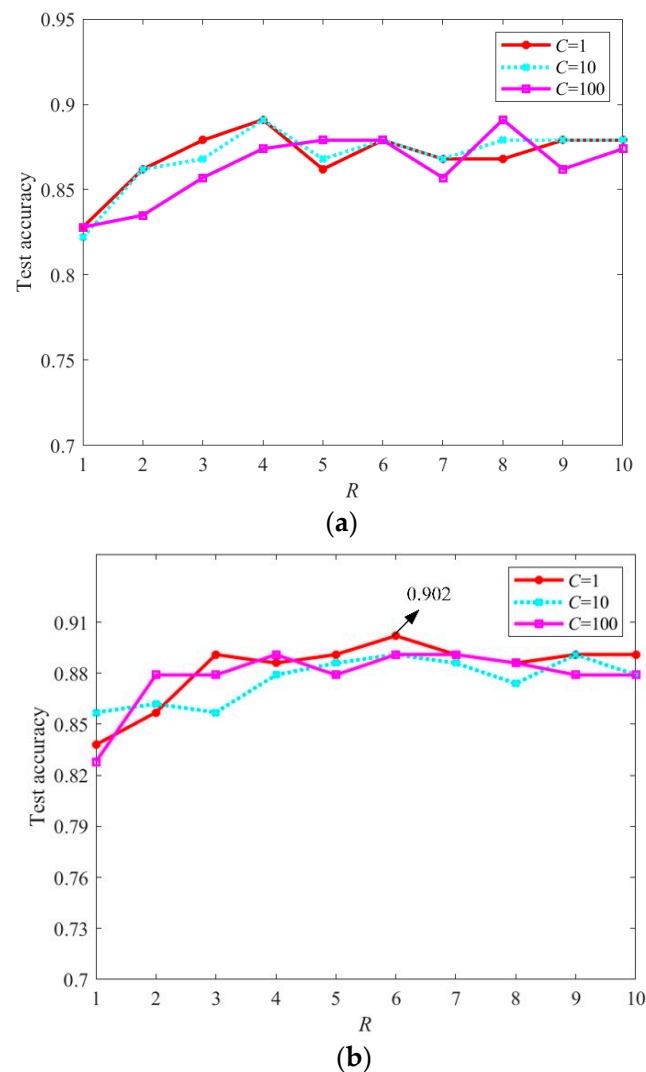 0.95
0.9
0.85
0.8
0.75
0.7
Test accuracy
C=1
C=10
C=100
1 2 3 4 5 6 7 8 9 10
R
(a)
0.91
0.88
0.85
0.82
0.79
0.76
0.73
0.7
Test accuracy
0.902
C=1
C=10
C=100
1 2 3 4 5 6 7 8 9 10
R
(b)